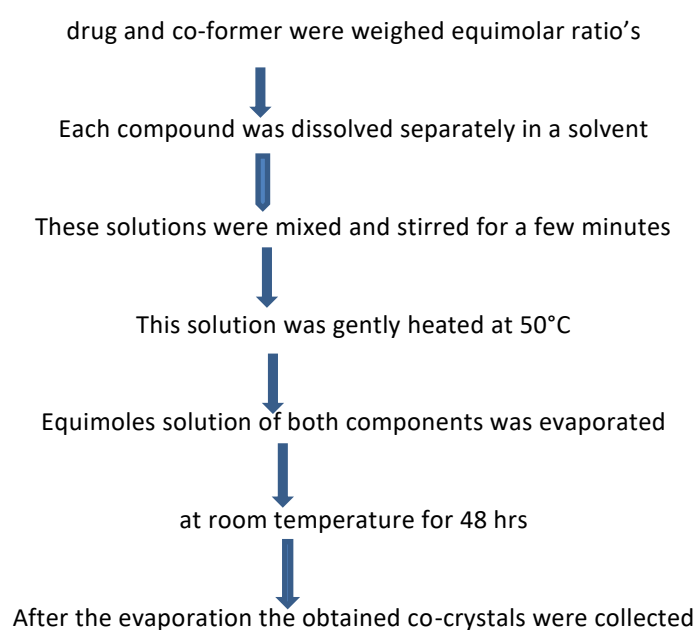 drug and co-former were weighed equimolar ratio's
Each compound was dissolved separately in a solvent
These solutions were mixed and stirred for a few minutes
This solution was gently heated at 50°C
Equimoles solution of both components was evaporated
at room temperature for 48 hrs
After the evaporation the obtained co-crystals were collected